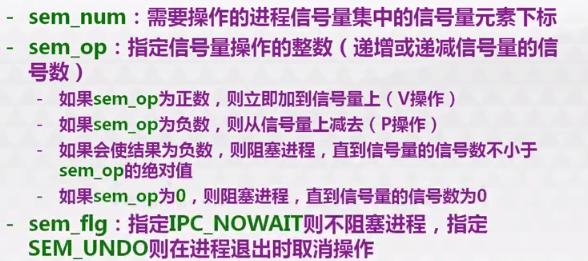 - sem_num：需要操作的进程信号量集中的信号量元素下标
- sem_op：指定信号量操作的整数（递增或递减信号量的信
号数）
- 如果sem_op为正数，则立即加到信号量上（V操作）
- 如果sem_op为负数，则从信号量上减去（P操作）
- 如果会使结果为负数，则阻塞进程，直到信号量的信号数不小于
sem_op的绝对值
- 如果sem_op为0，则阻塞进程，直到信号量的信号数为0
- sem_flg：指定IPC_NOWAIT则不阻塞进程，指定
SEM_UNDO则在进程退出时取消操作